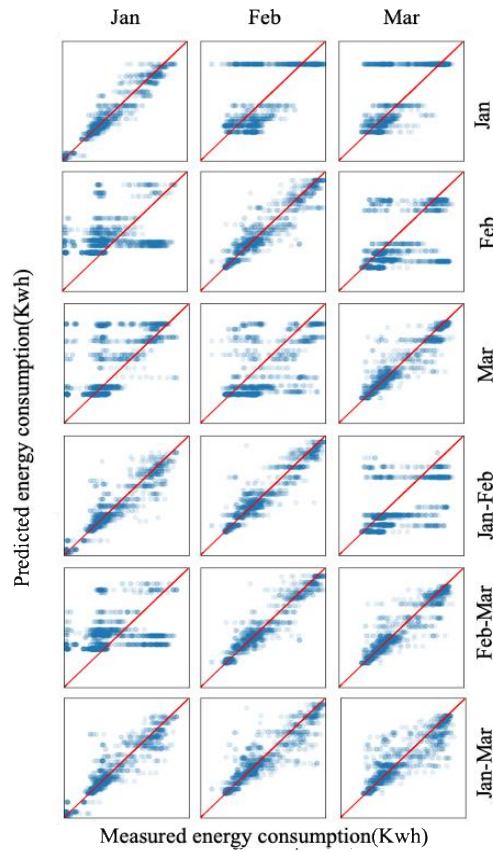 Jan Feb Mar
Jan
Feb
Mar
Jan-Feb
Feb-Mar
Jan-Mar
Predicted energy consumption(Kwh)
Measured energy consumption(Kwh)